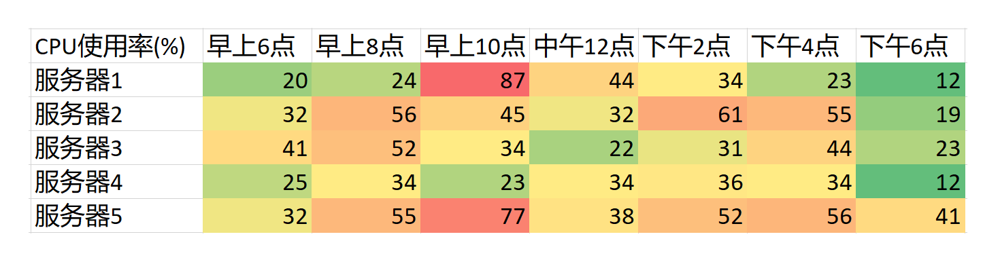 CPU使用率(%) 早上6点 早上8点 早上10点 中午12点 下午2点 下午4点 下午6点
服务器1 20 24 87 44 34 23 12
服务器2 32 56 45 32 61 55 19
服务器3 41 52 34 22 31 44 23
服务器4 25 34 23 34 36 34 12
服务器5 32 55 77 38 52 56 41